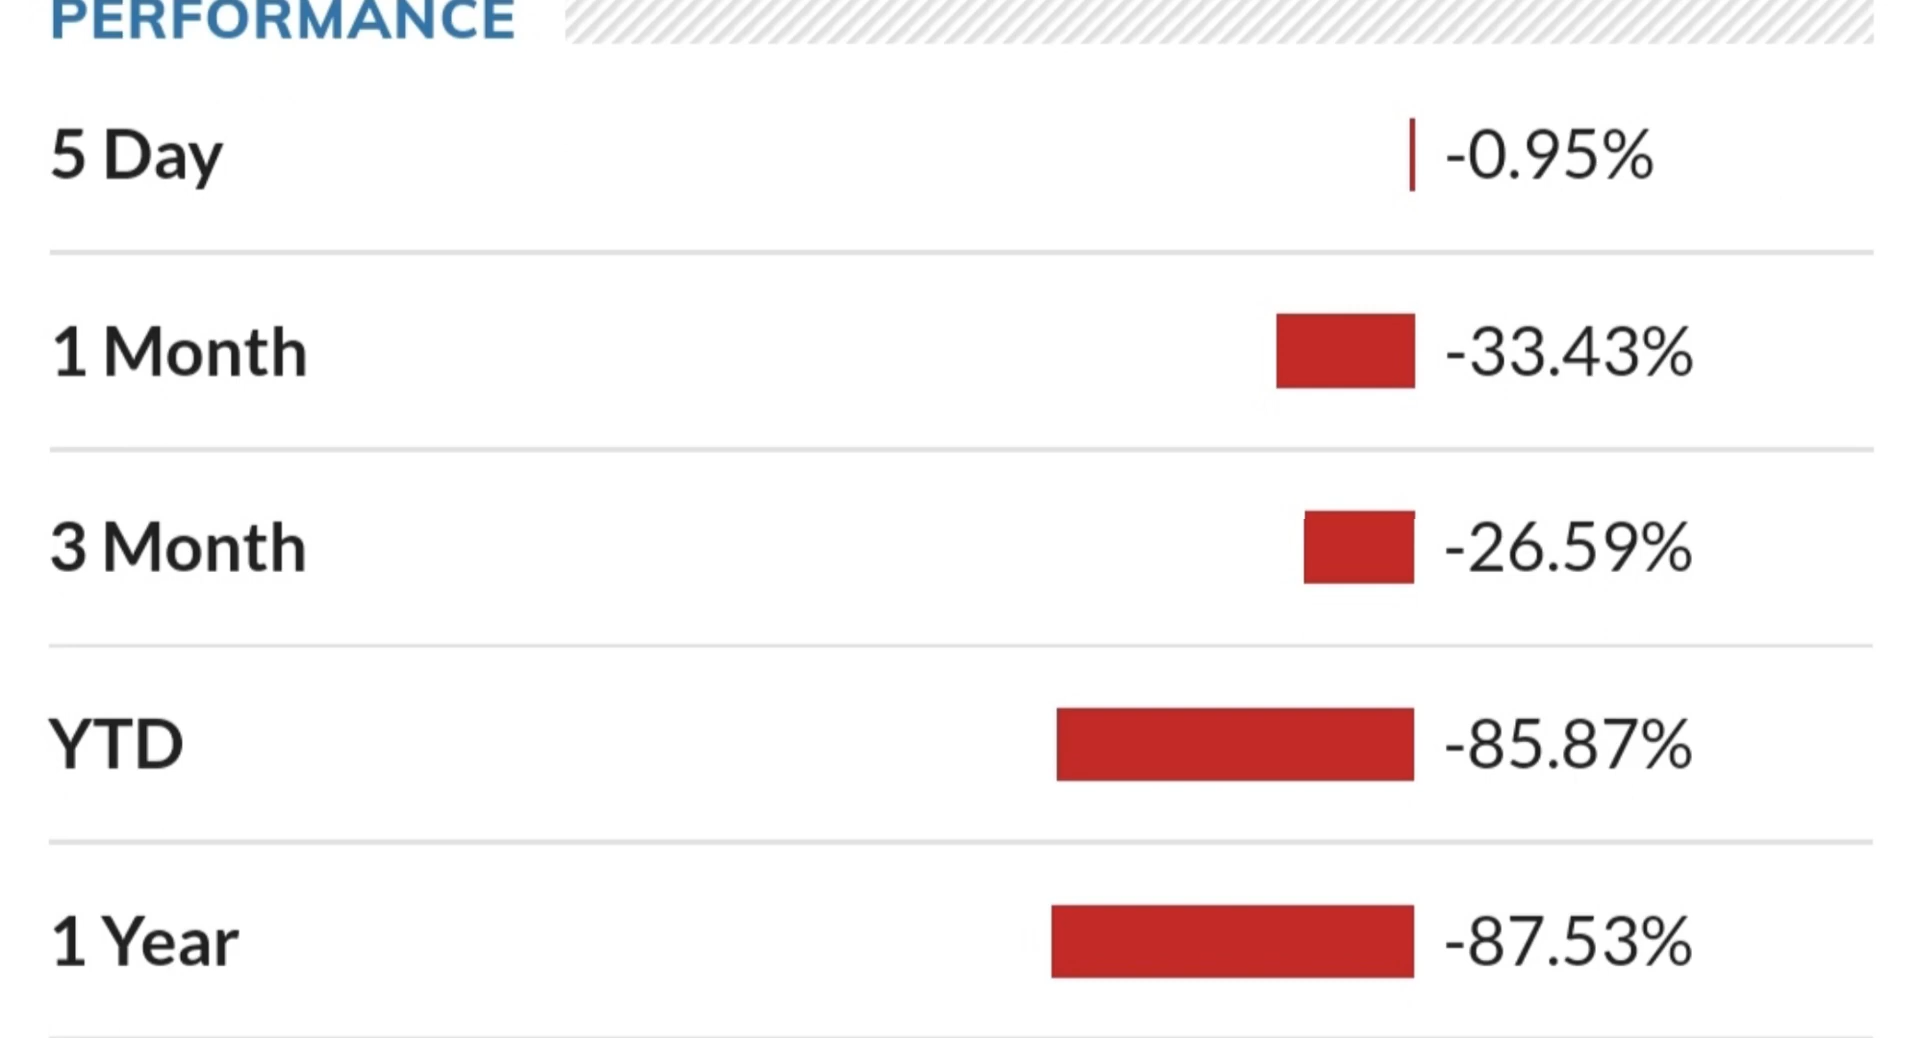 PERFORMANCE
5 Day -0.95%
1 Month -33.43%
3 Month -26.59%
YTD -85.87%
1 Year -87.53%